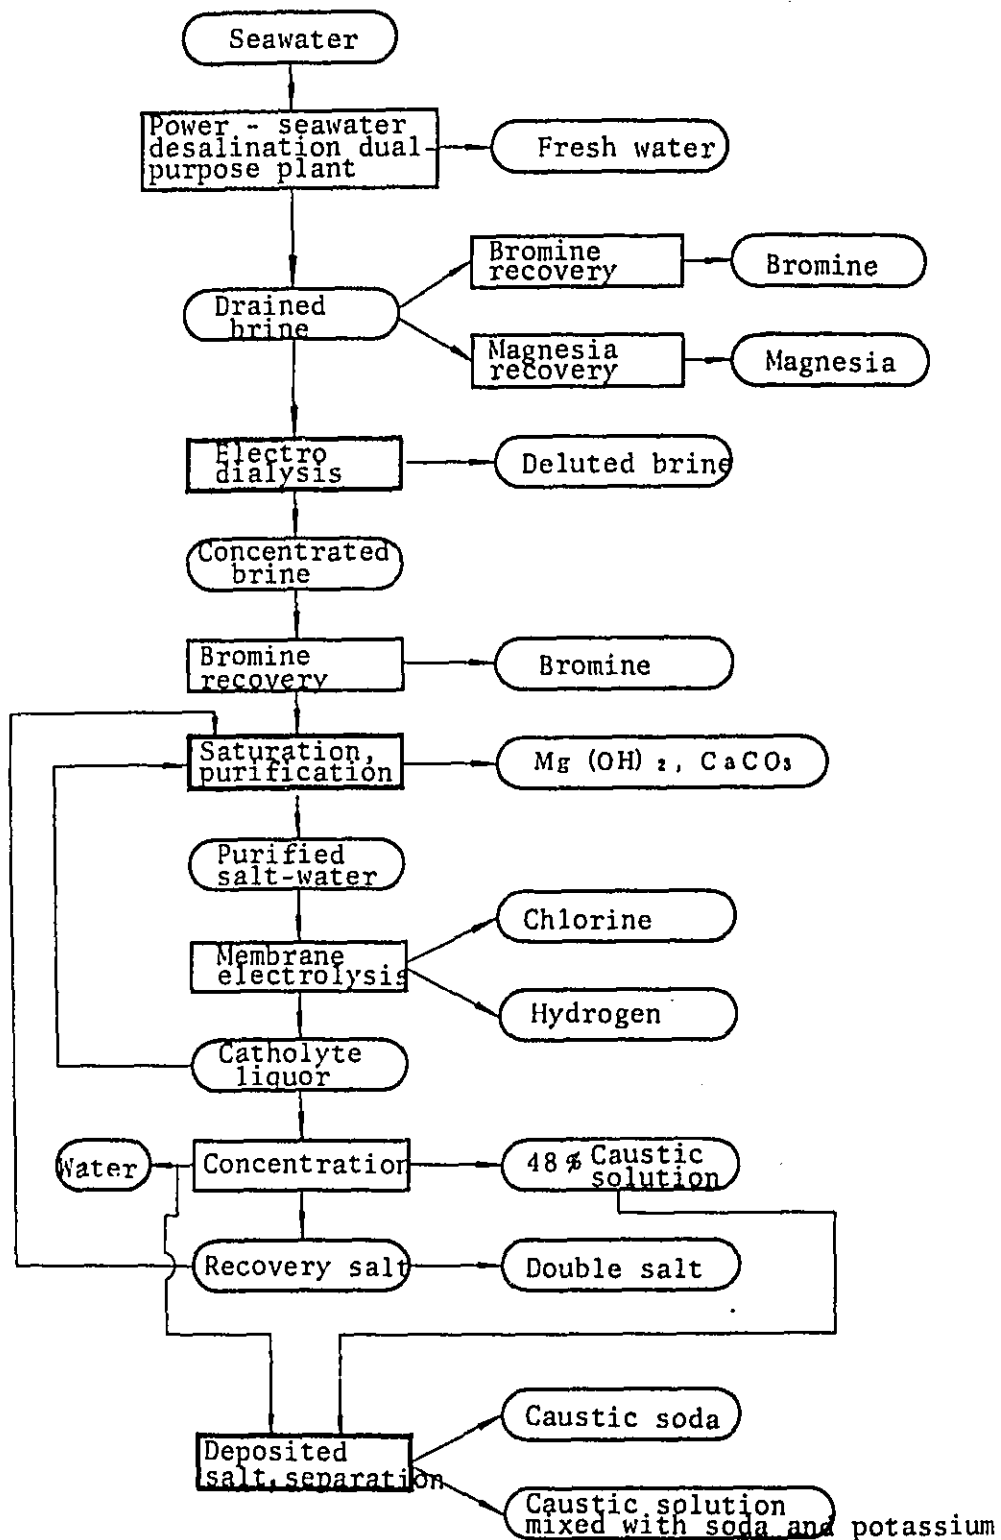 Seawater
Power - seawater
desalination dual
purpose plant
Fresh water
Bromine
recovery
Bromine
Drained
brine
Magnesia
recovery
Magnesia
Electro
dialysis
Deluted brine
Concentrated
brine
Bromine
recovery
Bromine
Saturation,
purification
Mg (OH) ₂, CaCO₃
Purified
salt-water
Chlorine
Membrane
electrolysis
Hydrogen
Catholyte
liquor
Water
Concentration
48% Caustic
solution
Recovery salt
Double salt
Caustic soda
Deposited
salt, separation
Caustic solution
mixed with soda and potassium